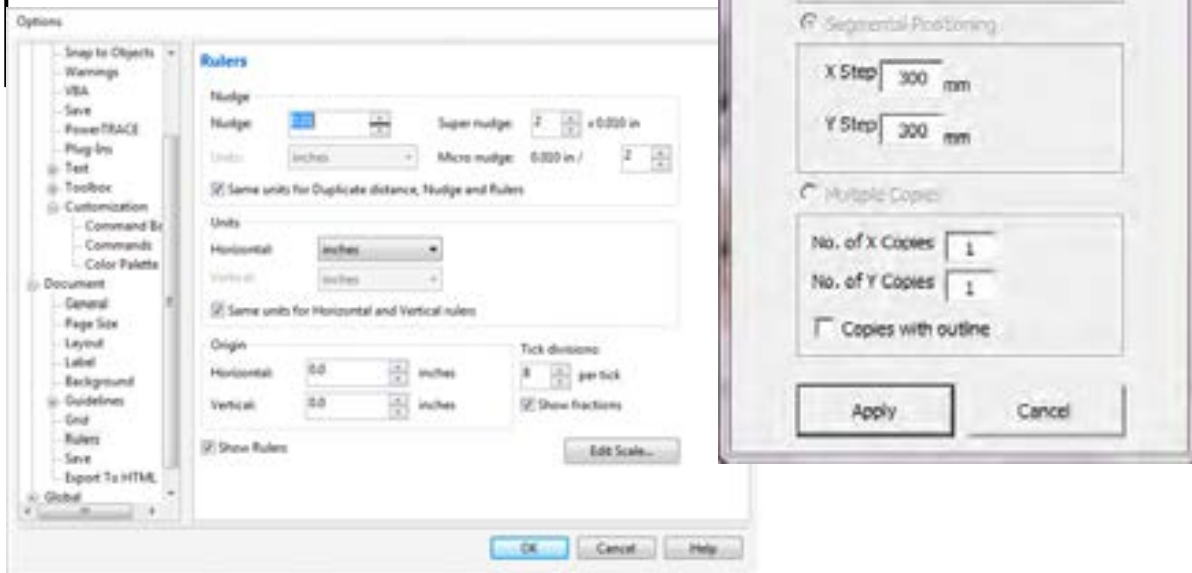 Options
Snap to Objects
Warnings
VBA
Save
PowerTRACE
Plug-Ins
Text
Toolbox
Customization
Command Ba
Commands
Color Palette
Document
General
Page Size
Layout
Label
Background
Guidelines
Grid
Rulers
Save
Export To HTML
Global
Rulers
Nudge
Nudge: Super nudge: 2 x 0.010 in
Units: inches Micro nudge: 0.010 in / 2
Same units for Duplicate distance, Nudge and Rulers
Units
Horizontal: inches
Vertical: inches
Same units for Horizontal and Vertical rulers
Origin
Horizontal: 0.0 inches
Vertical: 0.0 inches
Tick divisions
8 per tick
Show fractions
Show Rulers
Edit Scale...
OK Cancel Help
Segmental Positioning
X Step 300 mm
Y Step 300 mm
Multiple Copies
No. of X Copies 1
No. of Y Copies 1
Copies with outline
Apply Cancel